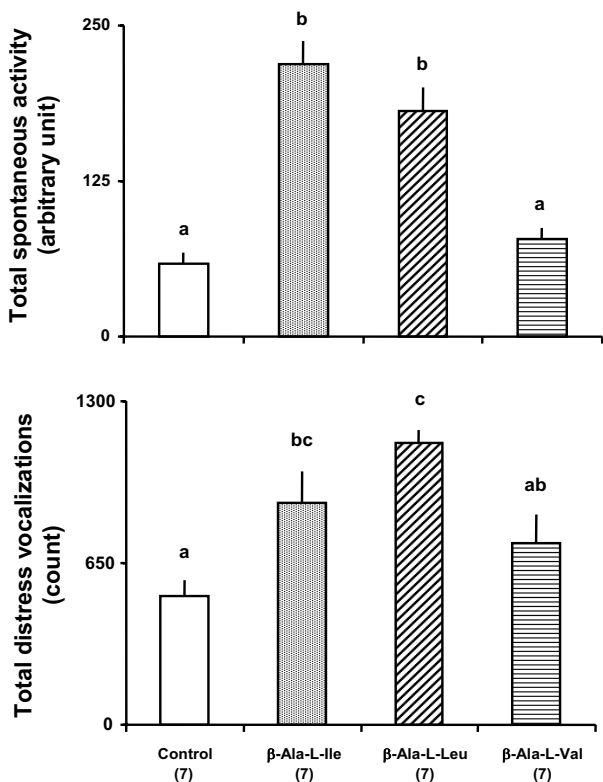 Total spontaneous activity
(arbitrary unit)
250
125
0
a
b
b
a
Total distress vocalizations
(count)
1300
650
0
a
bc
c
ab
Control
(7)
β-Ala-L-Ile
(7)
β-Ala-L-Leu
(7)
β-Ala-L-Val
(7)